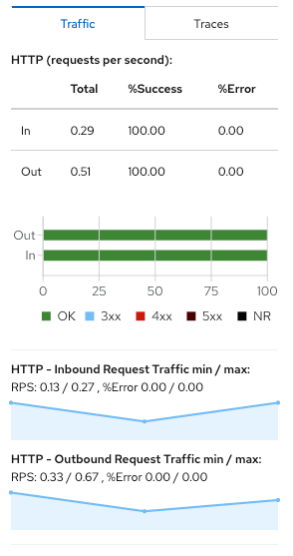 Traffic Traces
HTTP (requests per second):
Total %Success %Error
In 0.29 100.00 0.00
Out 0.51 100.00 0.00
Out
In
0 25 50 75 100
OK 3xx 4xx 5xx NR
HTTP - Inbound Request Traffic min / max:
RPS: 0.13 / 0.27 , %Error 0.00 / 0.00
HTTP - Outbound Request Traffic min / max:
RPS: 0.33 / 0.67 , %Error 0.00 / 0.00